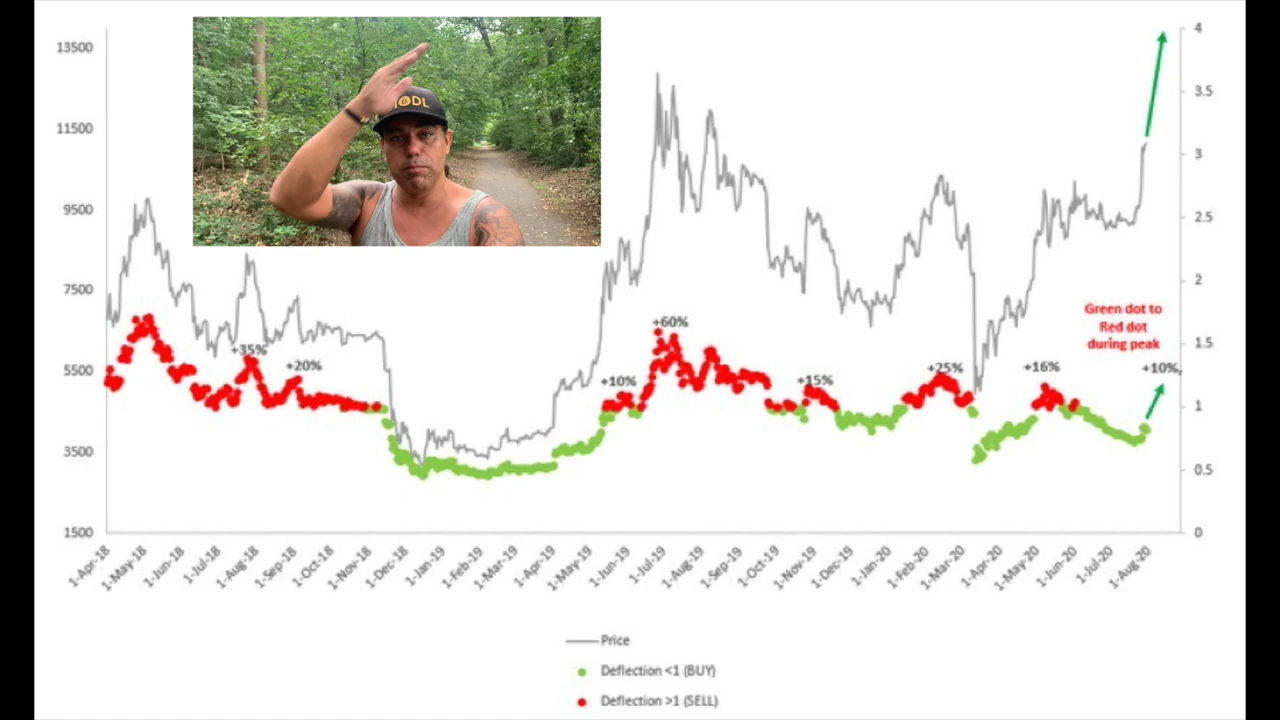 13500
11500
9500
7500
5500
3500
1500
4
3.5
3
2.5
2
1.5
1
0.5
0
+35%
+20%
+10%
+60%
+15%
+25%
+16%
+10%,
Green dot to
Red dot
during peak
1-Apr-18
1-May-18
1-Jun-18
1-Jul-18
1-Aug-18
1-Sep-18
1-Oct-18
1-Nov-18
1-Dec-18
1-Jan-19
1-Feb-19
1-Mar-19
1-Apr-19
1-May-19
1-Jun-19
1-Jul-19
1-Aug-19
1-Sep-19
1-Oct-19
1-Nov-19
1-Dec-19
1-Jan-20
1-Feb-20
1-Mar-20
1-Apr-20
1-May-20
1-Jun-20
1-Jul-20
1-Aug-20
Price
Deflection <1 (BUY)
Deflection >1 (SELL)